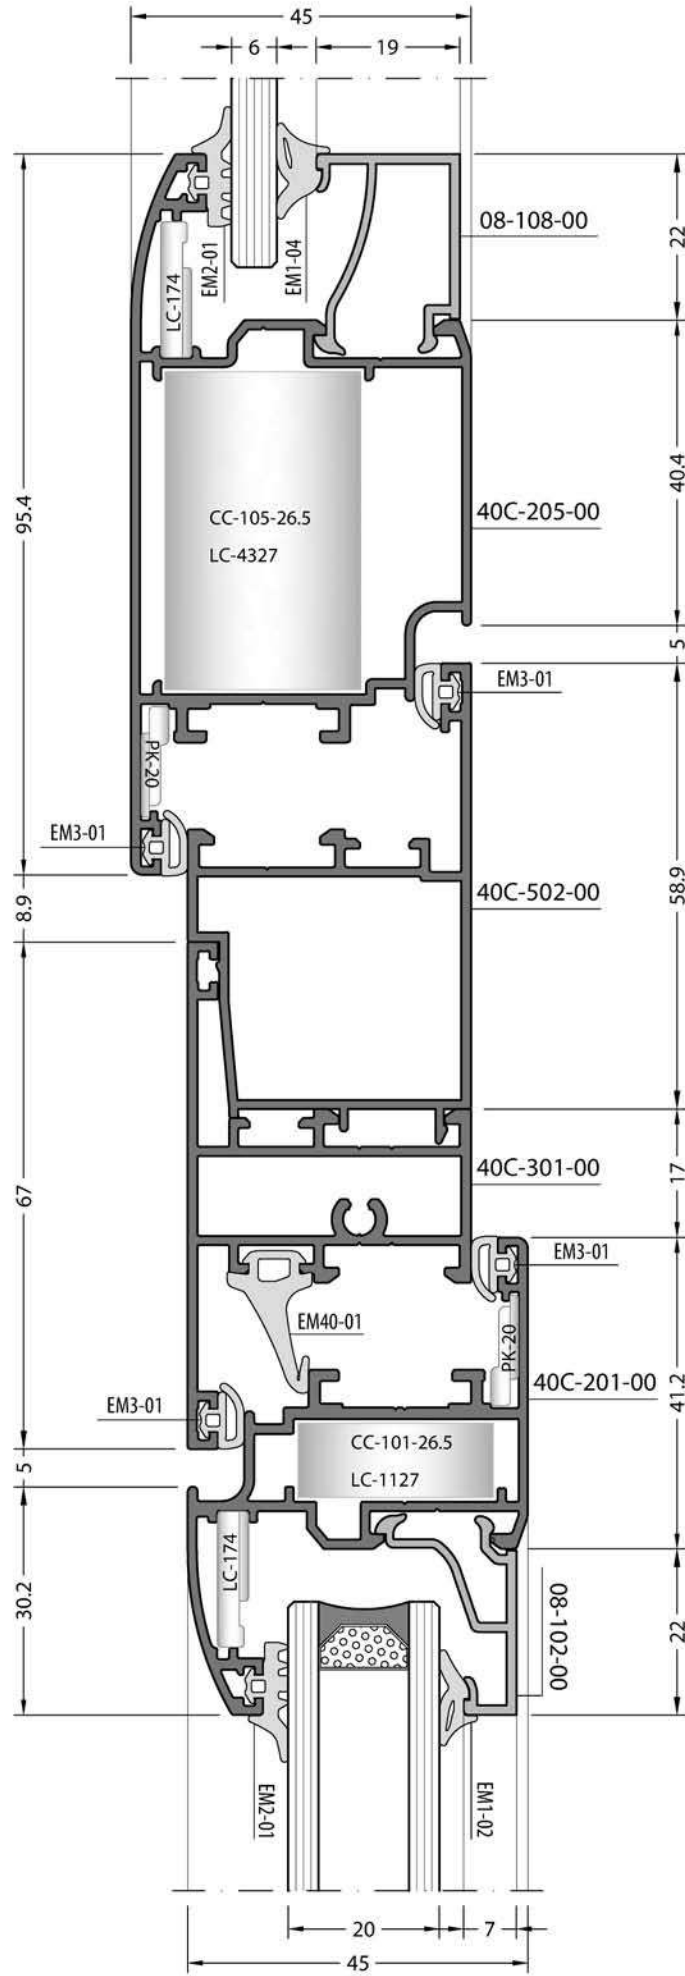 45
6
19
08-108-00
22
EM2-01
EM1-04
LC-174
95.4
CC-105-26.5
LC-4327
40C-205-00
40.4
5
EM3-01
PK-20
EM3-01
8.9
40C-502-00
58.9
67
40C-301-00
17
EM3-01
EM40-01
PK-20
40C-201-00
41.2
EM3-01
CC-101-26.5
LC-1127
5
LC-174
30.2
08-102-00
22
EM2-01
EM1-02
20
7
45